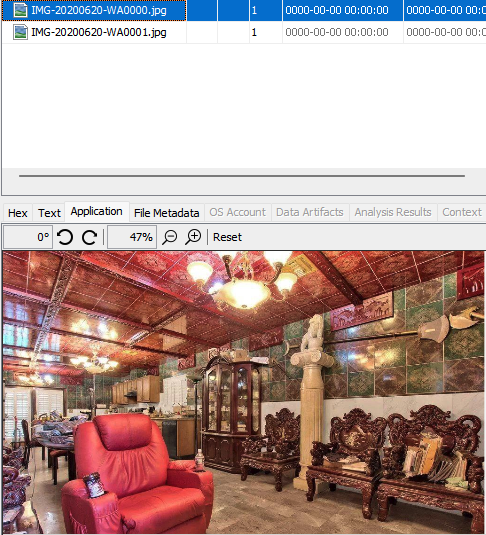 IMG-20200620-WA0000.jpg 1 0000-00-00 00:00:00 0000-00-00 00:0
IMG-20200620-WA0001.jpg 1 0000-00-00 00:00:00 0000-00-00 00:0
Hex Text Application File Metadata OS Account Data Artifacts Analysis Results Context
0° 47% Reset